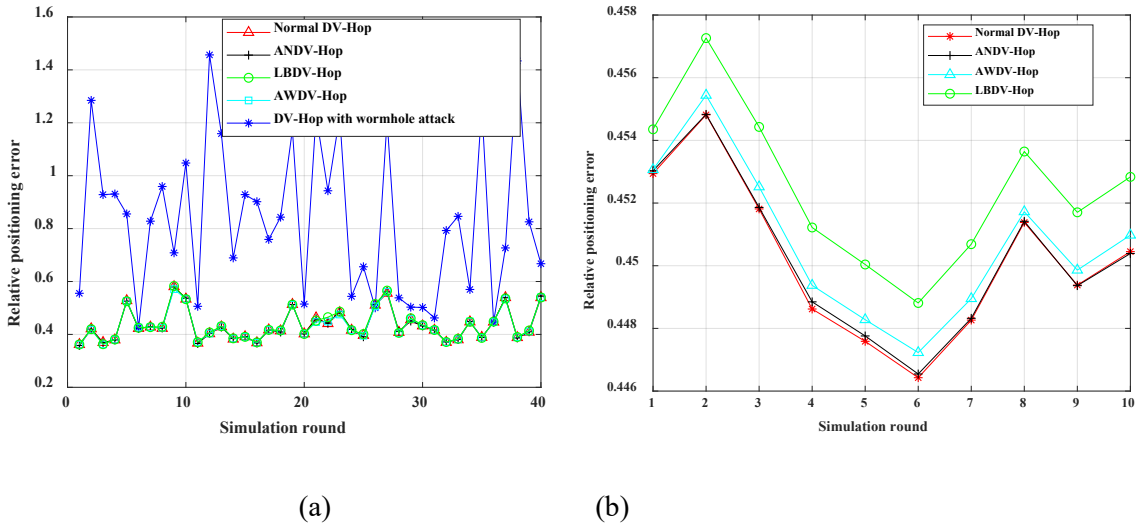 1.6
1.4
1.2
1
0.8
0.6
0.4
0.2
Relative positioning error
Normal DV-Hop
ANDV-Hop
LBDV-Hop
AWDV-Hop
DV-Hop with wormhole attack
0 10 20 30 40
Simulation round
(a)
0.458
0.456
0.454
0.452
0.45
0.448
0.446
Relative positioning error
Normal DV-Hop
ANDV-Hop
AWDV-Hop
LBDV-Hop
1 2 3 4 5 6 7 8 9 10
Simulation round
(b)